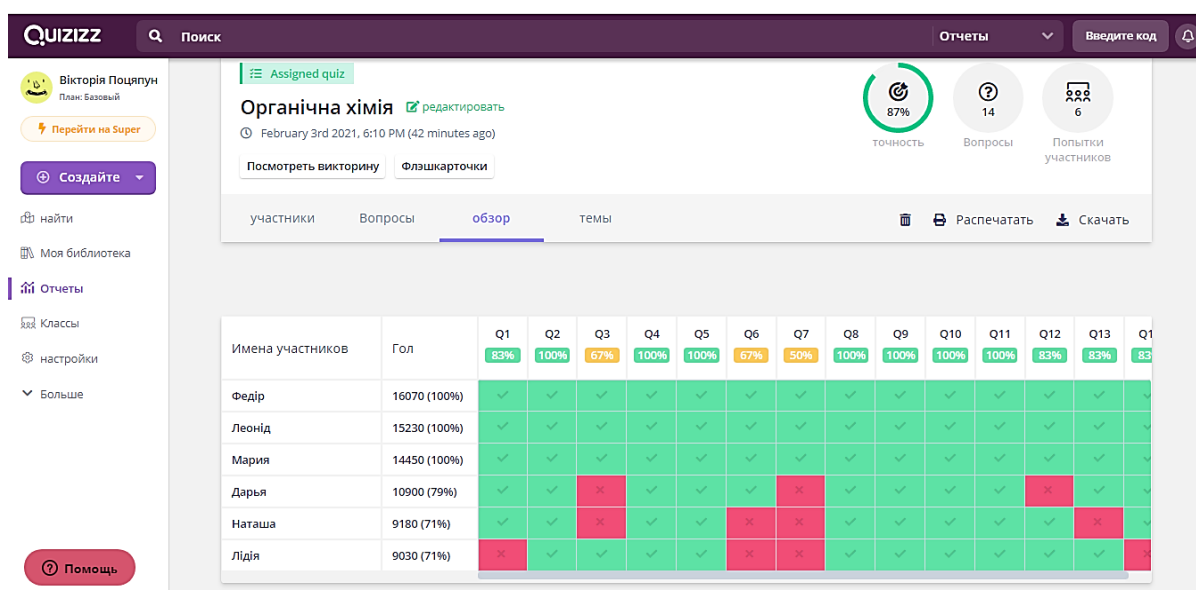 QUIZIZZ Поиск Отчеты Введите код
Вікторія Поцяпун
План: Базовый
Перейти на Super
Создайте
найти
Моя библиотека
Отчеты
Классы
настройки
Больше
Помощь
Assigned quiz
Органічна хімія редактировать
February 3rd 2021, 6:10 PM (42 minutes ago)
Посмотреть викторину Флэшкарточки
87%
точность
14
Вопросы
6
Попытки
участников
участники Вопросы обзор темы Распечатать Скачать
Имена участников Гол Q1 Q2 Q3 Q4 Q5 Q6 Q7 Q8 Q9 Q10 Q11 Q12 Q13 Q1
83% 100% 67% 100% 100% 67% 50% 100% 100% 100% 100% 83% 83% 83
Федір 16070 (100%)
Леонід 15230 (100%)
Мария 14450 (100%)
Дарья 10900 (79%)
Наташа 9180 (71%)
Лідія 9030 (71%)